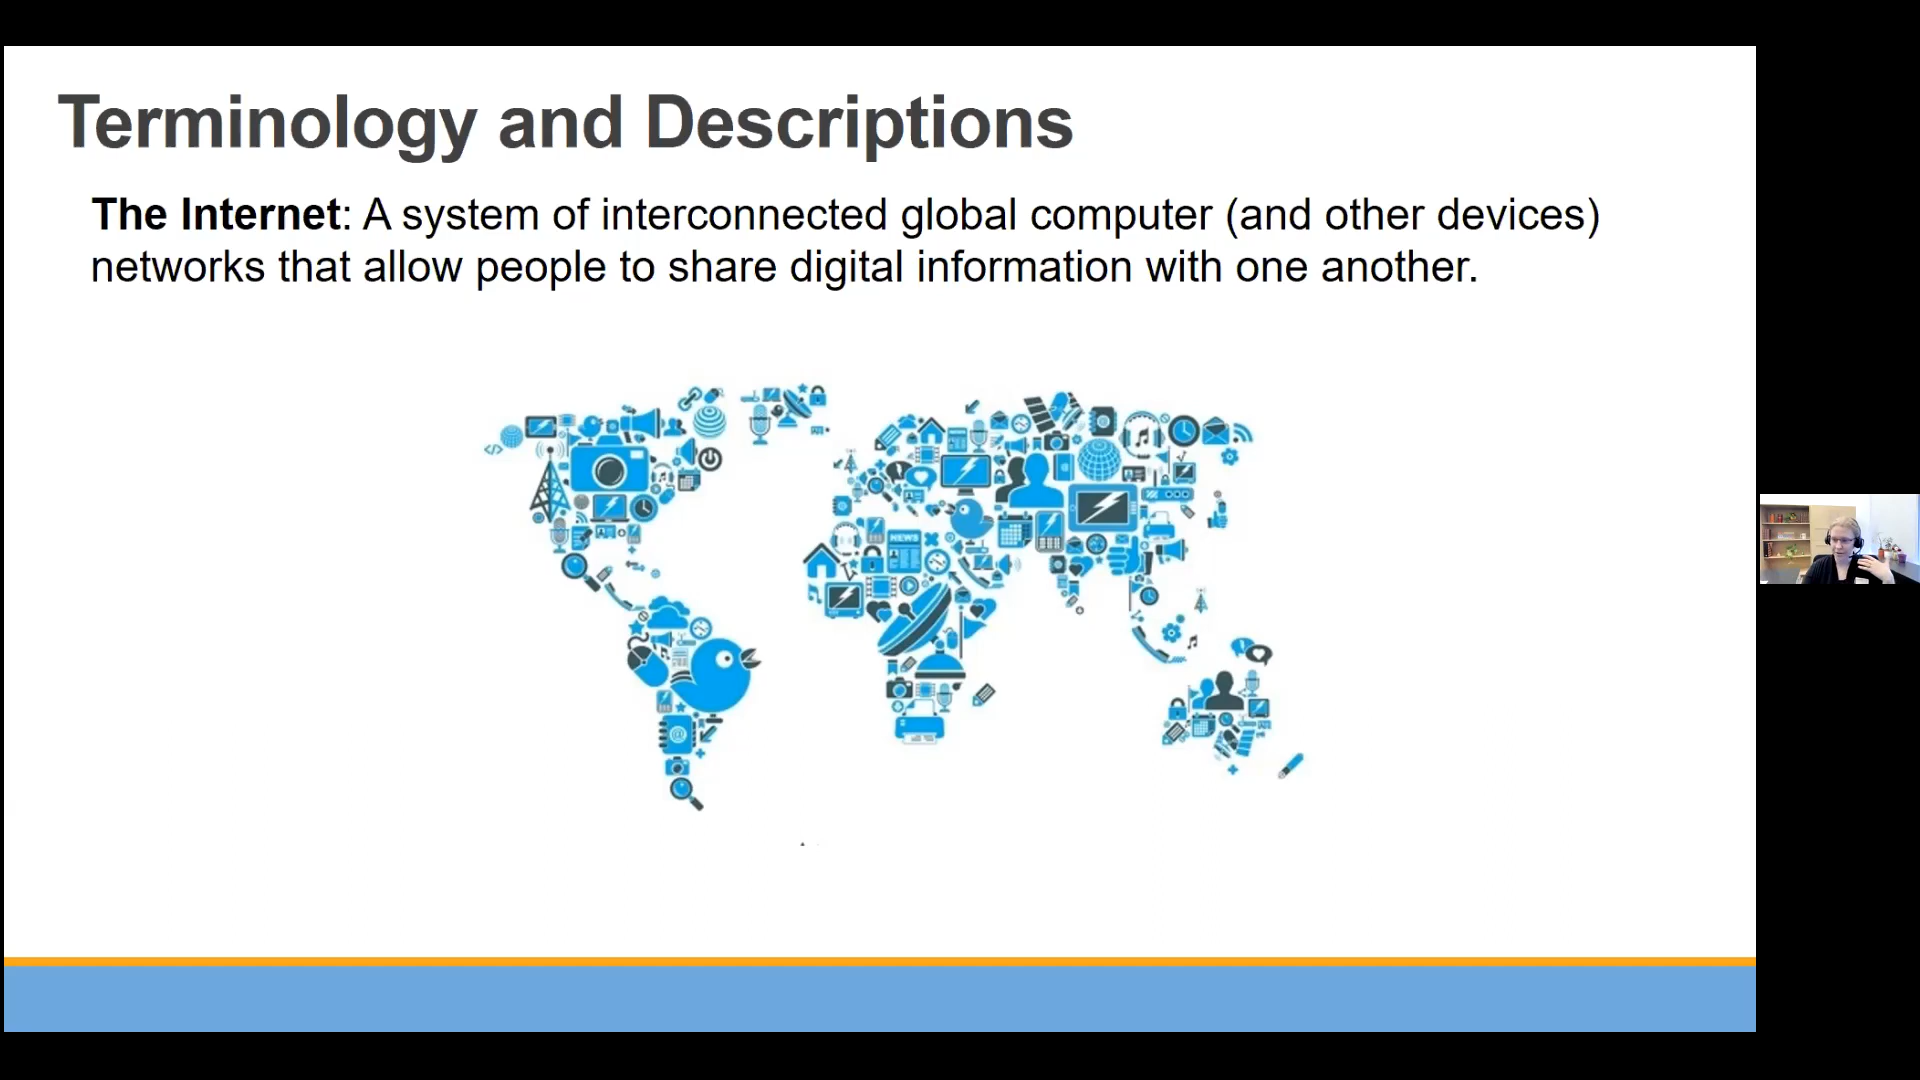 Terminology and Descriptions
The Internet: A system of interconnected global computer (and other devices)
networks that allow people to share digital information with one another.
NEWS